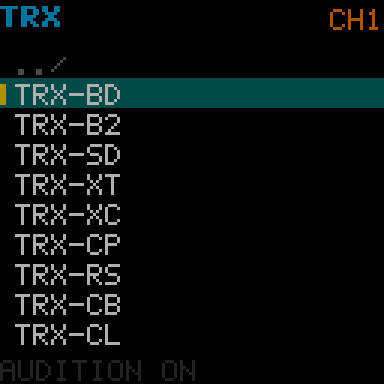 TRX CH1
../
TRX-BD
TRX-B2
TRX-SD
TRX-XT
TRX-XC
TRX-CP
TRX-RS
TRX-CB
TRX-CL
AUDITION ON